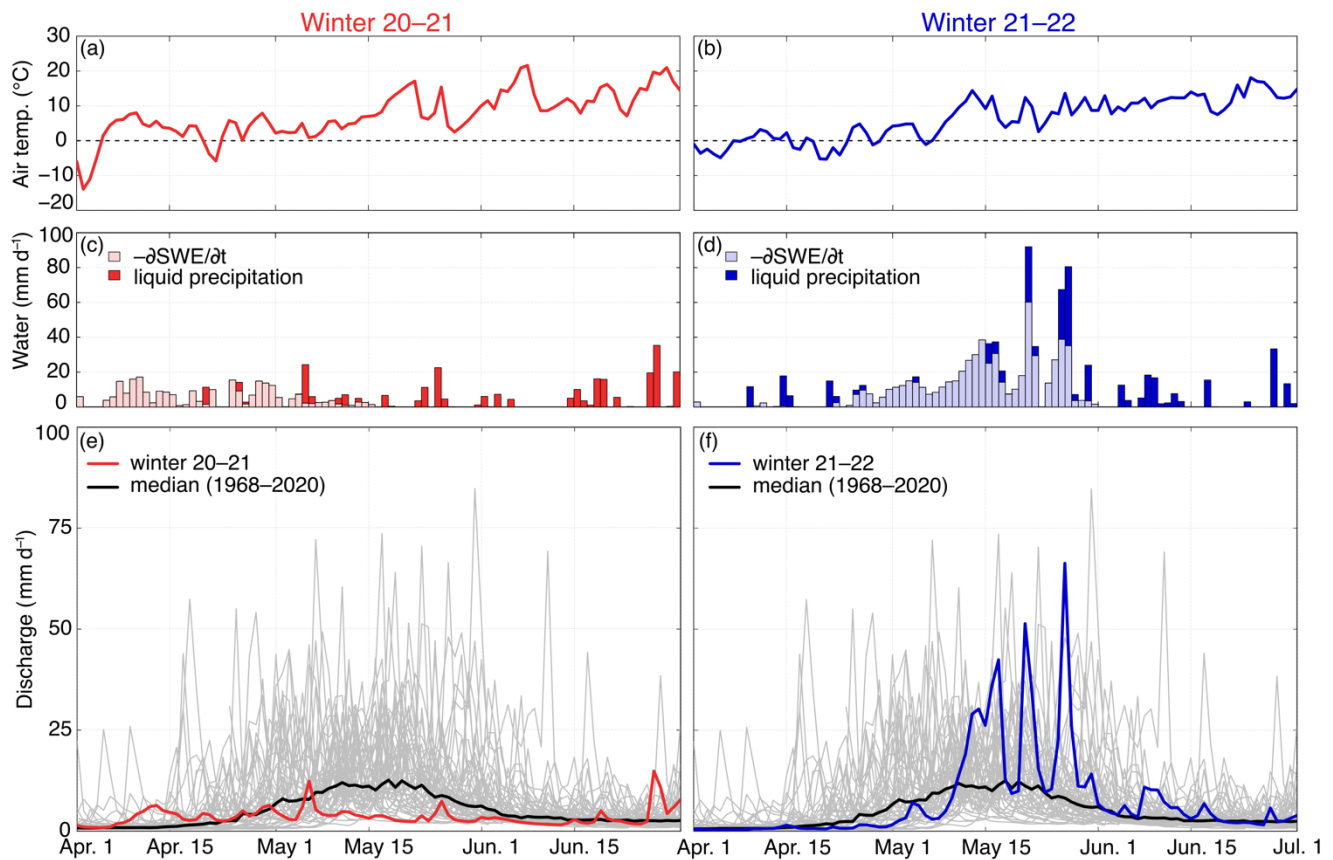 Winter 20–21
Winter 21–22
(a)
(b)
Air temp. (°C)
30
20
10
0
−10
−20
(c)
−∂SWE/∂t
liquid precipitation
(d)
−∂SWE/∂t
liquid precipitation
Water (mm d⁻¹)
100
80
60
40
20
0
(e)
winter 20–21
median (1968–2020)
(f)
winter 21–22
median (1968–2020)
Discharge (mm d⁻¹)
100
75
50
25
0
Apr. 1 Apr. 15 May 1 May 15 Jun. 1 Jun. 15 Apr. 1 Apr. 15 May 1 May 15 Jun. 1 Jun. 15 Jul. 1